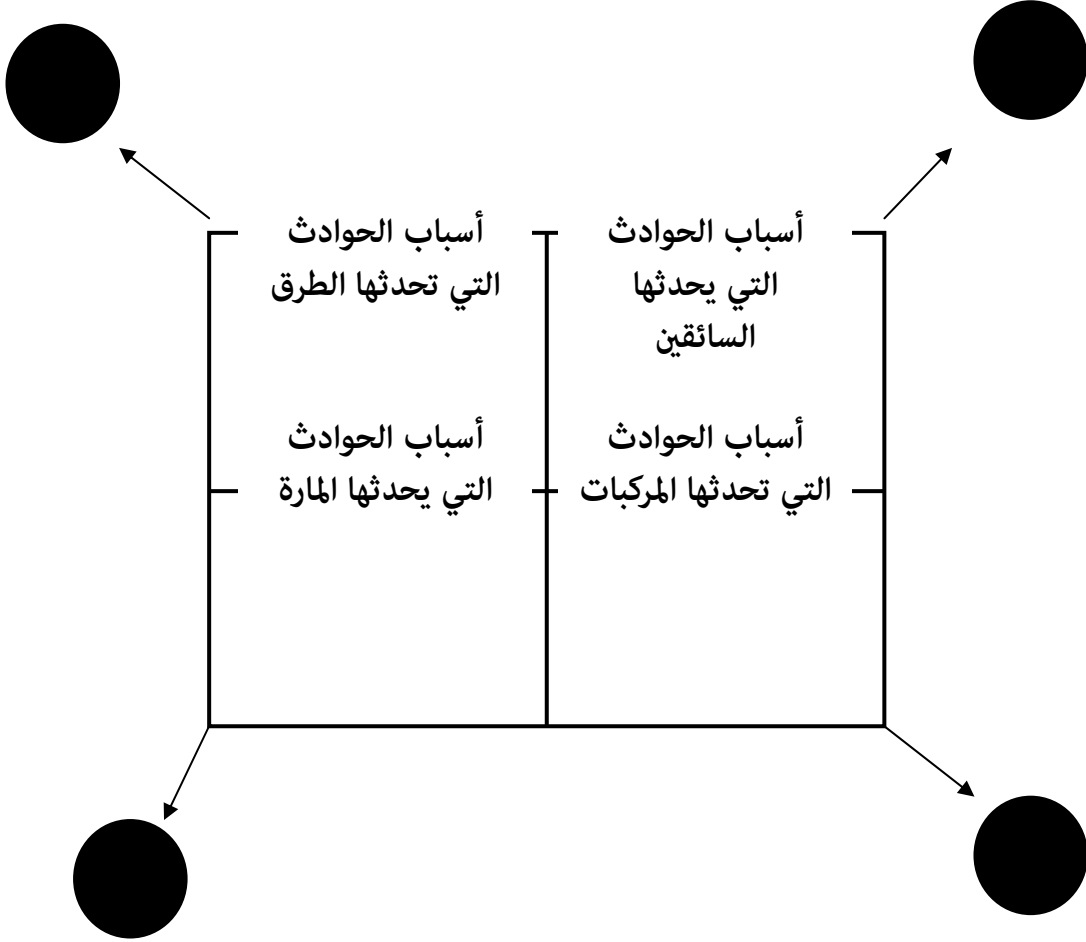 أسباب الحوادث
التي يحدثها
السائقين
أسباب الحوادث
التي تحدثها الطرق
أسباب الحوادث
التي تحدثها المركبات
أسباب الحوادث
التي يحدثها المارة